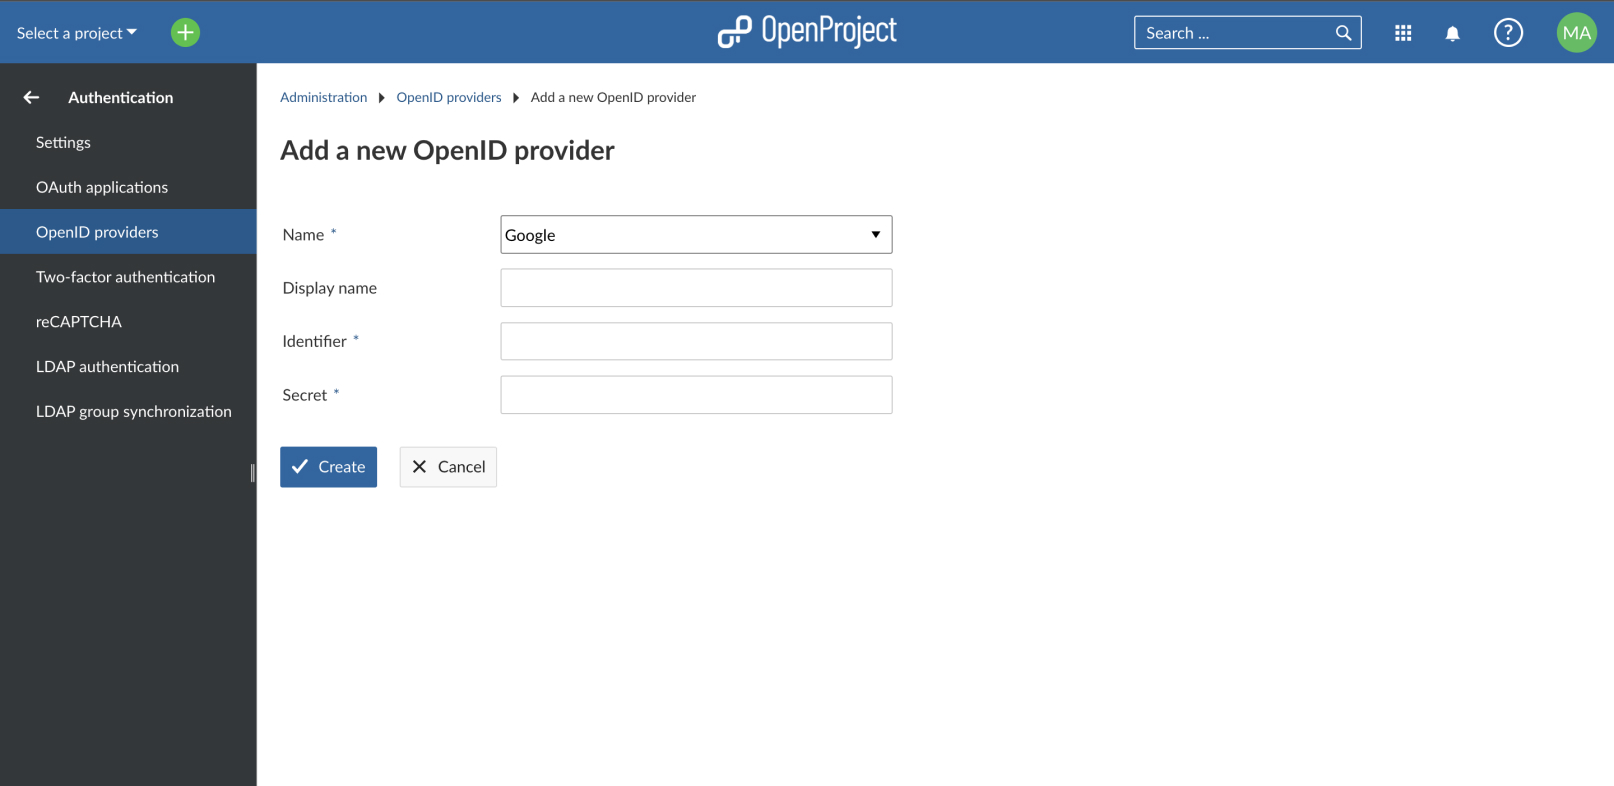 Select a project
OpenProject
Search ...
?
MA
Authentication
Settings
OAuth applications
OpenID providers
Two-factor authentication
reCAPTCHA
LDAP authentication
LDAP group synchronization
Administration OpenID providers Add a new OpenID provider
Add a new OpenID provider
Name * Google
Display name
Identifier *
Secret *
Create Cancel